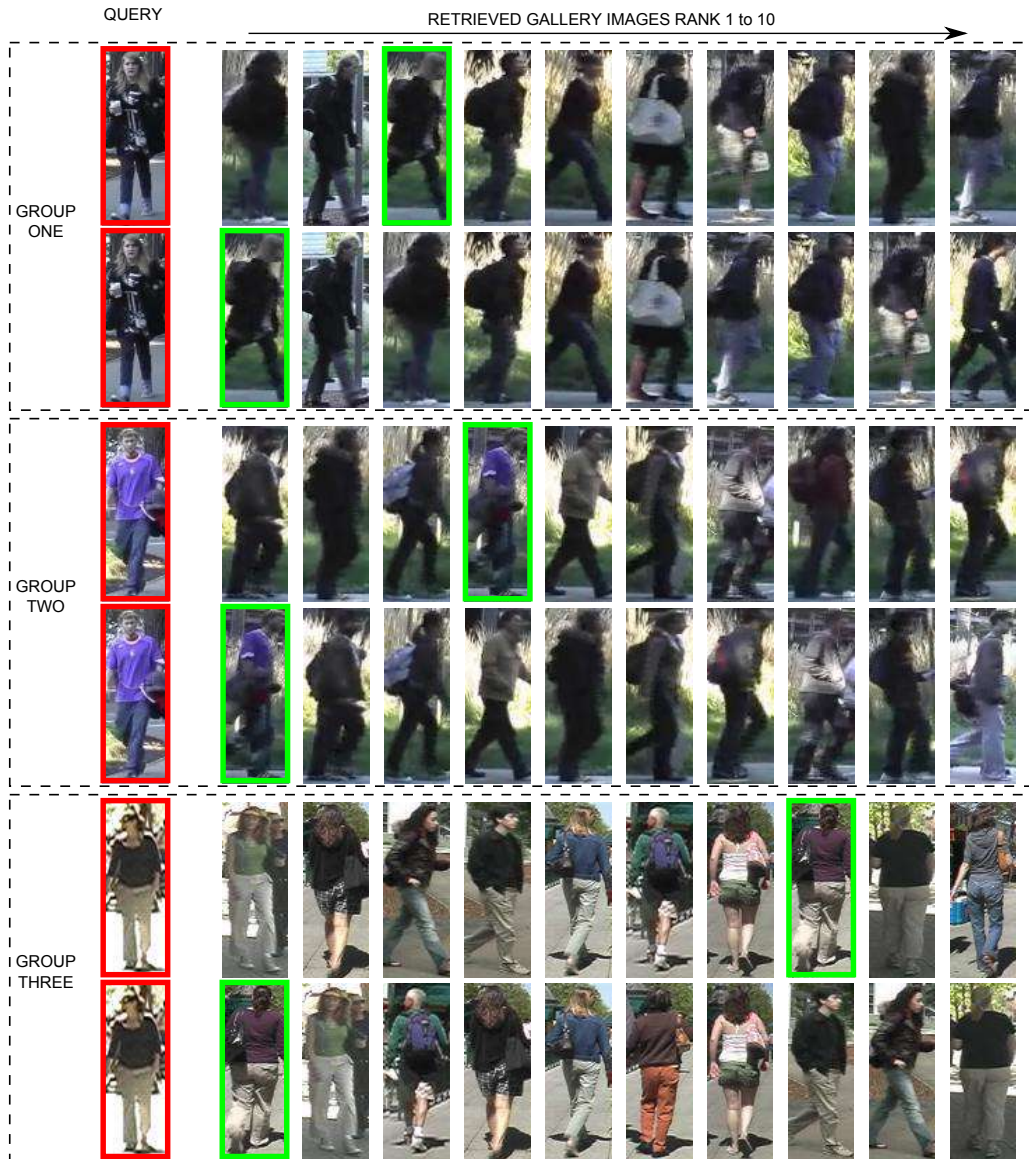 QUERY
RETRIEVED GALLERY IMAGES RANK 1 to 10
GROUP
ONE
GROUP
TWO
GROUP
THREE